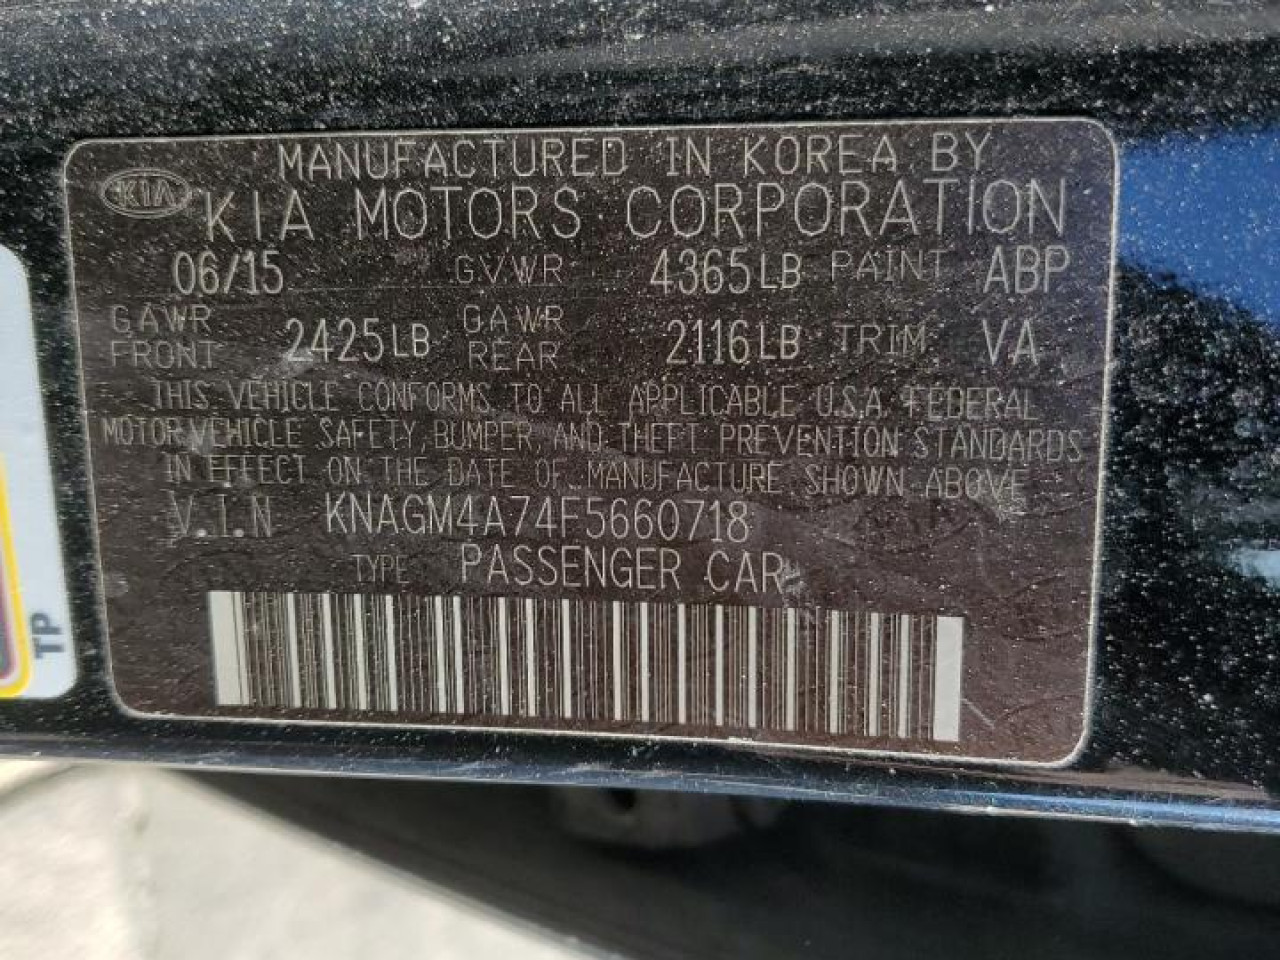 MANUFACTURED IN KOREA BY
KIA KIA MOTORS CORPORATION
06/15 G.V.W.R 4365LB PAINT ABP
GAWR FRONT 2425LB GAWR REAR 2116LB TRIM VA
THIS VEHICLE CONFORMS TO ALL APPLICABLE U.S.A. FEDERAL
MOTOR VEHICLE SAFETY, BUMPER, AND THEFT PREVENTION STANDARDS
IN EFFECT ON THE DATE OF MANUFACTURE SHOWN ABOVE
V.I.N KNAGM4A74F5660718
TYPE PASSENGER CAR
TP